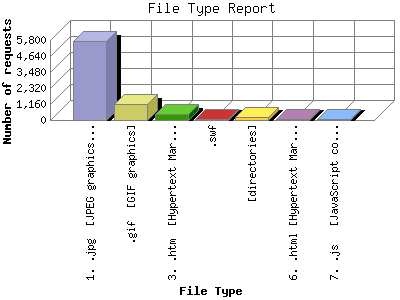 File Type Report
Number of requests
5,800
4,640
3,480
2,320
1,160
0
1. .jpg [JPEG graphics...
.gif [GIF graphics]
3. .htm [Hypertext Mar...
.swf
[directories]
6. .html [Hypertext Mar...
7. .js [JavaScript co...
File Type